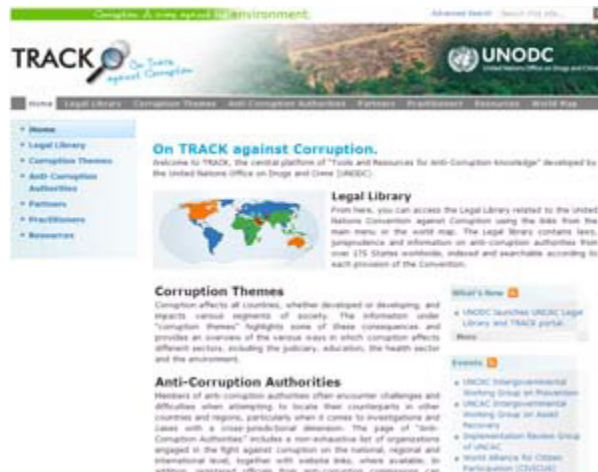 Corruption. A crime against the environment.
Advanced Search Search this site...
TRACK On Track
against Corruption
UNODC
United Nations Office on Drugs and Crime
Home Legal Library Corruption Themes Anti-Corruption Authorities Partners Practitioners Resources World Map
Home
Legal Library
Corruption Themes
Anti-Corruption
Authorities
Partners
Practitioners
Resources
On TRACK against Corruption.
Welcome to TRACK, the central platform of "Tools and Resources for Anti-Corruption Knowledge" developed by
the United Nations Office on Drugs and Crime (UNODC)
Legal Library
From here, you can access the Legal Library related to the United
Nations Convention against Corruption using the links from the
main menu or the world map. The Legal library contains laws,
jurisprudence and information on anti-corruption authorities from
over 175 States worldwide, indexed and searchable according to
each provision of the Convention.
Corruption Themes
Corruption affects all countries, whether developed or developing, and
impacts various segments of society. The information under
"corruption themes" highlights some of these consequences and
provides an overview of the various ways in which corruption affects
different sectors, including the judiciary, education, the health sector
and the environment.
What's New
UNODC launches UNCAC Legal
Library and TRACK portal
More
Anti-Corruption Authorities
Members of anti corruption authorities often encounter challenges and
difficulties when attempting to locate their counterparts in other
countries and regions, particularly when it comes to investigations and
cases with a cross-jurisdictional dimension. The page of "Anti-
Corruption Authorities" includes a non-exhaustive list of organizations
engaged in the fight against corruption on the national, regional and
international level, together with website links, where available. In
addition, registered officials from anti-corruption commissions can
Events
UNCAC Intergovernmental
Working Group on Prevention
UNCAC Intergovernmental
Working Group on Asset
Recovery
Implementation Review Group
of UNCAC
World Alliance for Citizen
Participation (CIVICUS)